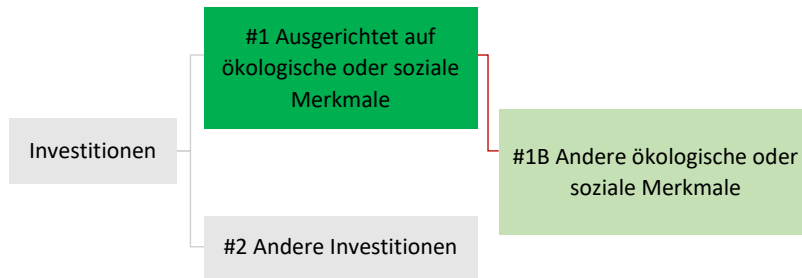 #1 Ausgerichtet auf
ökologische oder soziale
Merkmale
Investitionen
#1B Andere ökologische oder
soziale Merkmale
#2 Andere Investitionen